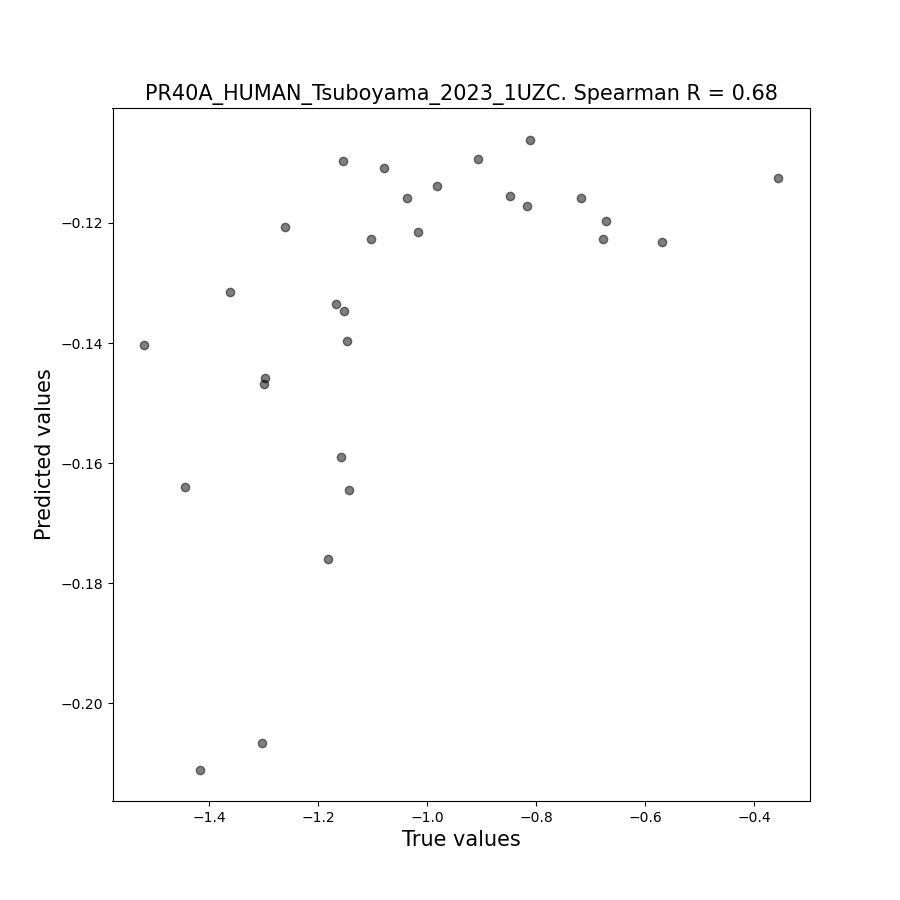 PR40A_HUMAN_Tsuboyama_2023_1UZC. Spearman R = 0.68
−0.12
−0.14
−0.16
−0.18
−0.20
Predicted values
−1.4 −1.2 −1.0 −0.8 −0.6 −0.4
True values